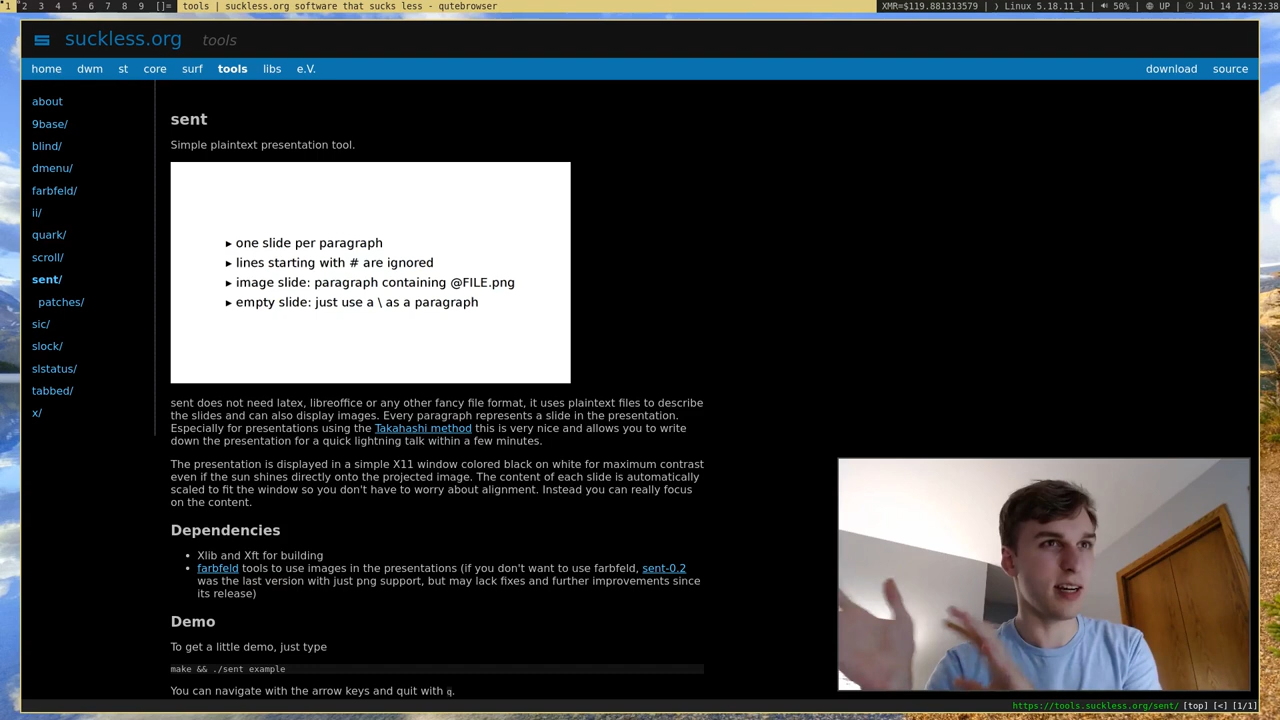 1 2 3 4 5 6 7 8 9 []= tools | suckless.org software that sucks less - qutebrowser XMR=$119.881313579 | Linux 5.18.11 1 | 50% | UP | Jul 14 14:32:38
suckless.org tools
home dwm st core surf tools libs e.V. download source
about
9base/
blind/
dmenu/
farbfeld/
ii/
quark/
scroll/
sent/
patches/
sic/
slock/
slstatus/
tabbed/
x/
sent
Simple plaintext presentation tool.
▸ one slide per paragraph
▸ lines starting with # are ignored
▸ image slide: paragraph containing @FILE.png
▸ empty slide: just use a \ as a paragraph
sent does not need latex, libreoffice or any other fancy file format, it uses plaintext files to describe
the slides and can also display images. Every paragraph represents a slide in the presentation.
Especially for presentations using the Takahashi method this is very nice and allows you to write
down the presentation for a quick lightning talk within a few minutes.
The presentation is displayed in a simple X11 window colored black on white for maximum contrast
even if the sun shines directly onto the projected image. The content of each slide is automatically
scaled to fit the window so you don't have to worry about alignment. Instead you can really focus
on the content.
Dependencies
• Xlib and Xft for building
• farbfeld tools to use images in the presentations (if you don't want to use farbfeld, sent-0.2
was the last version with just png support, but may lack fixes and further improvements since
its release)
Demo
To get a little demo, just type
make && ./sent example
You can navigate with the arrow keys and quit with q.
https://tools.suckless.org/sent/ [top] [<] [1/1]